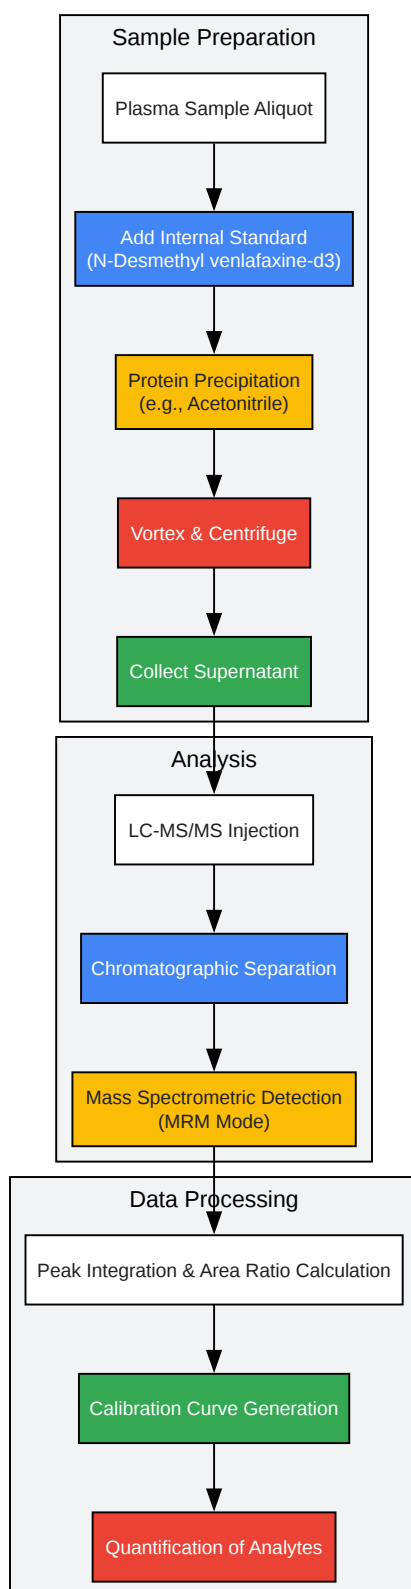 Sample Preparation
Plasma Sample Aliquot
Add Internal Standard
(N-Desmethyl venlafaxine-d3)
Protein Precipitation
(e.g., Acetonitrile)
Vortex & Centrifuge
Collect Supernatant
Analysis
LC-MS/MS Injection
Chromatographic Separation
Mass Spectrometric Detection
(MRM Mode)
Data Processing
Peak Integration & Area Ratio Calculation
Calibration Curve Generation
Quantification of Analytes